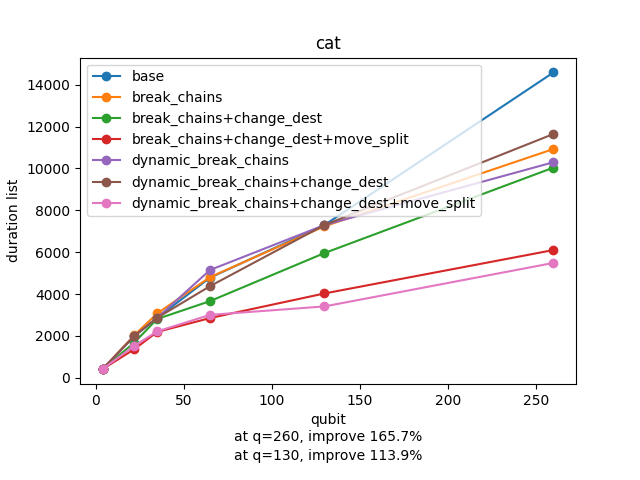 cat
14000
12000
10000
8000
6000
4000
2000
0
duration list
base
break_chains
break_chains+change_dest
break_chains+change_dest+move_split
dynamic_break_chains
dynamic_break_chains+change_dest
dynamic_break_chains+change_dest+move_split
0 50 100 150 200 250
qubit
at q=260, improve 165.7%
at q=130, improve 113.9%